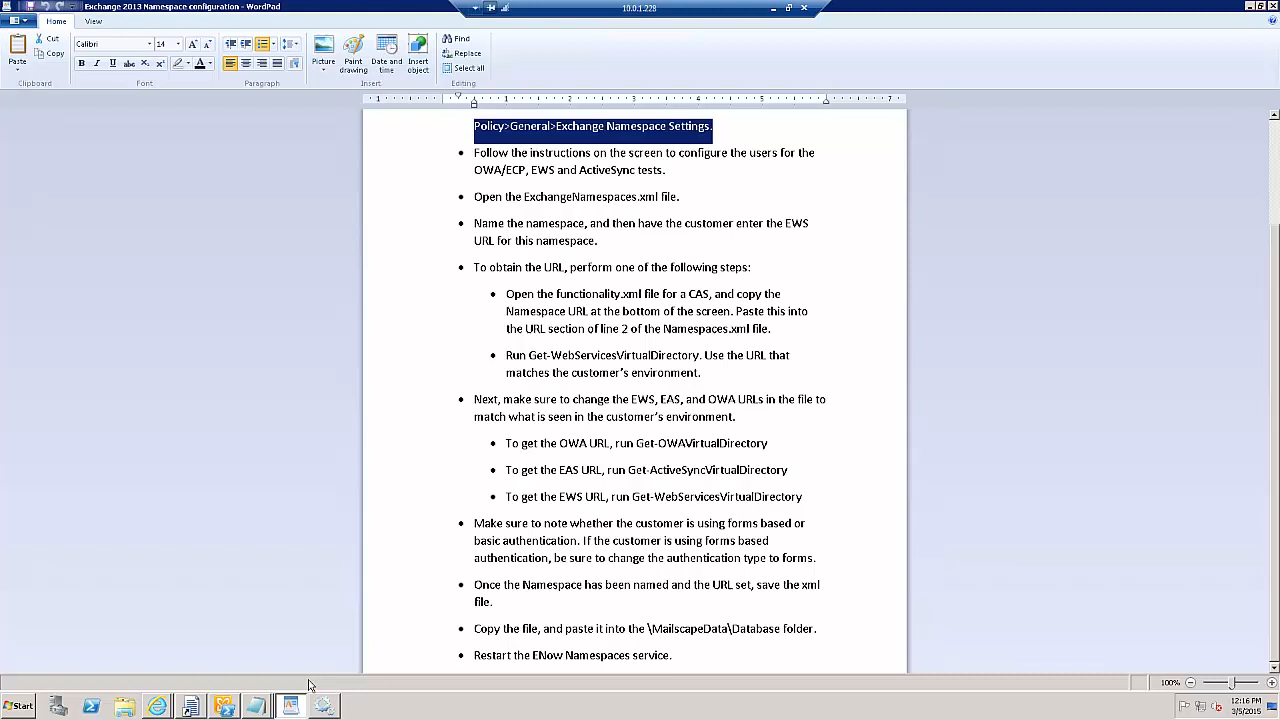 Exchange 2013 Namespace configuration - WordPad
10.0.1.228
Home
View
Paste
Cut
Copy
Clipboard
Calibri
14
Font
Paragraph
Picture
Paint drawing
Date and time
Insert object
Insert
Find
Replace
Select all
Editing
1 1 2 3 4 5 7
Policy>General>Exchange Namespace Settings.
• Follow the instructions on the screen to configure the users for the
OWA/ECP, EWS and ActiveSync tests.
• Open the ExchangeNamespaces.xml file.
• Name the namespace, and then have the customer enter the EWS
URL for this namespace.
• To obtain the URL, perform one of the following steps:
• Open the functionality.xml file for a CAS, and copy the
Namespace URL at the bottom of the screen. Paste this into
the URL section of line 2 of the Namespaces.xml file.
• Run Get-WebServicesVirtualDirectory. Use the URL that
matches the customer's environment.
• Next, make sure to change the EWS, EAS, and OWA URLs in the file to
match what is seen in the customer's environment.
• To get the OWA URL, run Get-OWAVirtualDirectory
• To get the EAS URL, run Get-ActiveSyncVirtualDirectory
• To get the EWS URL, run Get-WebServicesVirtualDirectory
• Make sure to note whether the customer is using forms based or
basic authentication. If the customer is using forms based
authentication, be sure to change the authentication type to forms.
• Once the Namespace has been named and the URL set, save the xml
file.
• Copy the file, and paste it into the \MailscapeData\Database folder.
• Restart the ENow Namespaces service.
100%
Start
12:16 PM
3/5/2015